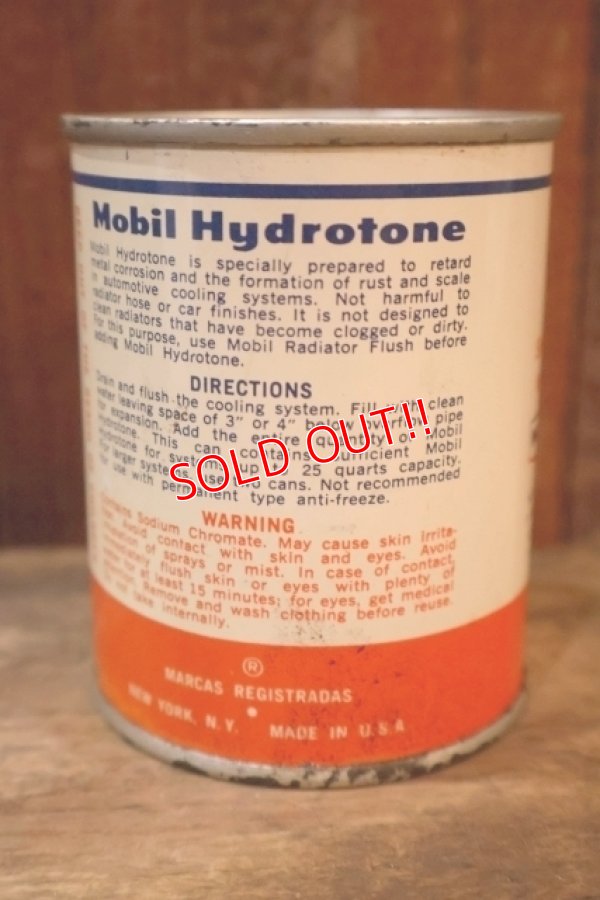 Mobil Hydrotone
Mobil Hydrotone is specially prepared to retard
metal corrosion and the formation of rust and scale
in automotive cooling systems. Not harmful to
radiator hose or car finishes. It is not designed to
clean radiators that have become clogged or dirty.
For this purpose, use Mobil Radiator Flush before
adding Mobil Hydrotone.
DIRECTIONS
Drain and flush the cooling system. Fill with clean
water leaving space of 3" or 4" below overflow pipe
for expansion. Add the entire quantity of Mobil
Hydrotone. This can contains sufficient Mobil
Hydrotone for systems up to 25 quarts capacity.
For larger systems, use two cans. Not recommended
for use with permanent type anti-freeze.
SOLD OUT!!
WARNING
Contains Sodium Chromate. May cause skin irrita-
tion. Avoid contact with skin and eyes. Avoid
inhalation of sprays or mist. In case of contact,
immediately flush skin or eyes with plenty of
water for at least 15 minutes; for eyes, get medical
Remove and wash clothing before reuse.
take internally.
®
MARCAS REGISTRADAS
NEW YORK, N.Y. • MADE IN U.S.A